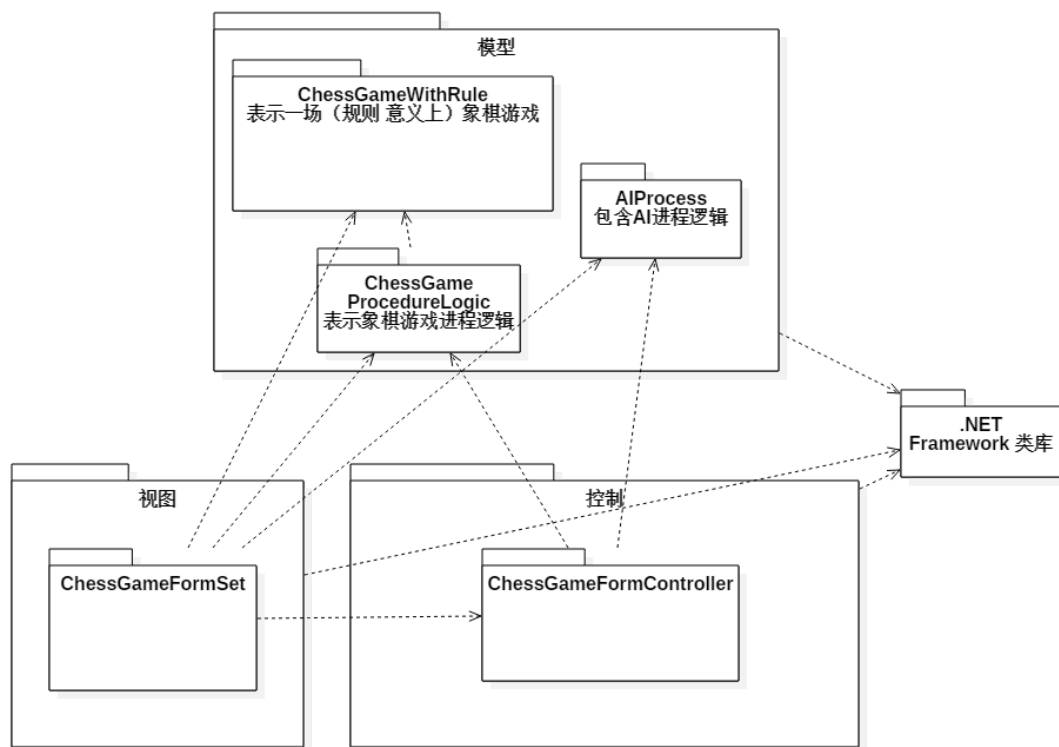 模型
ChessGameWithRule
表示一场（规则 意义上）象棋游戏
AIProcess
包含AI进程逻辑
ChessGame
ProcedureLogic
表示象棋游戏进程逻辑
.NET
Framework 类库
视图
控制
ChessGameFormSet
ChessGameFormController